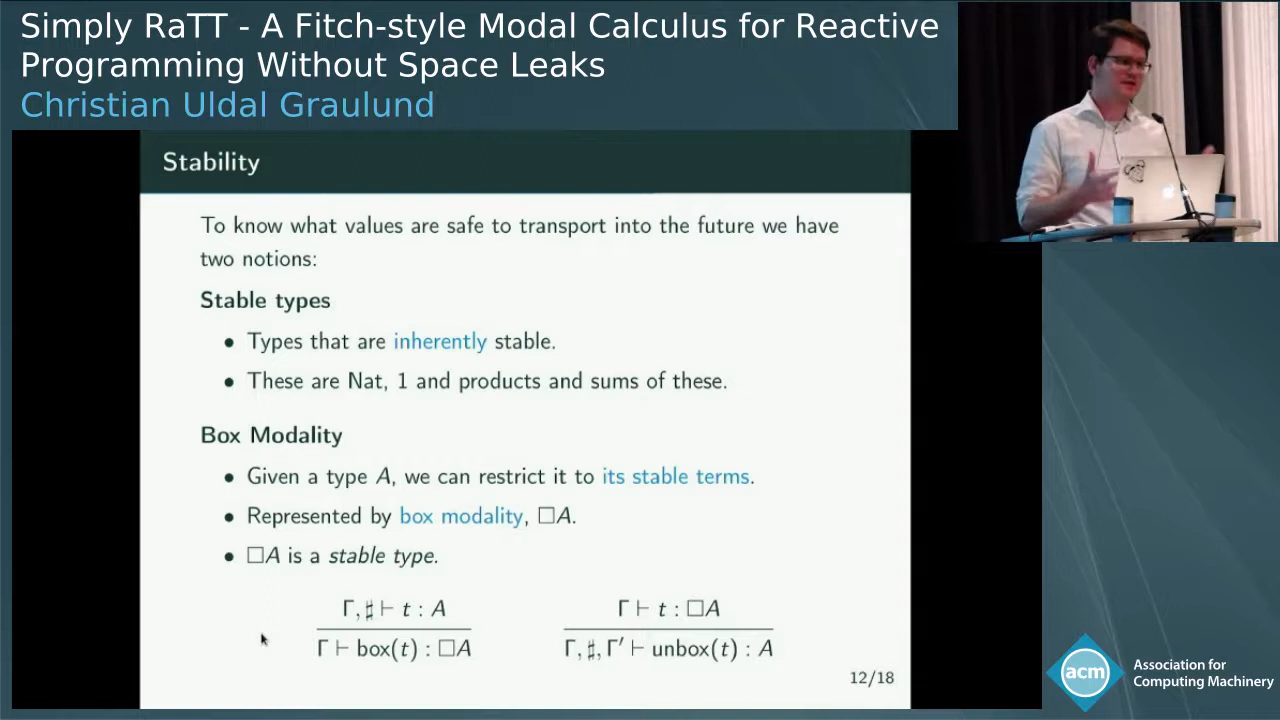 Simply RaTT - A Fitch-style Modal Calculus for Reactive
Programming Without Space Leaks
Christian Uldal Graulund
Stability
To know what values are safe to transport into the future we have
two notions:
Stable types
• Types that are inherently stable.
• These are Nat, 1 and products and sums of these.
Box Modality
• Given a type A, we can restrict it to its stable terms.
• Represented by box modality, □A.
• □A is a stable type.
Γ, ♯ ⊢ t : A
Γ ⊢ box(t) : □A
Γ ⊢ t : □A
Γ, ♯, Γ′ ⊢ unbox(t) : A
12/18
acm
Association for
Computing Machinery